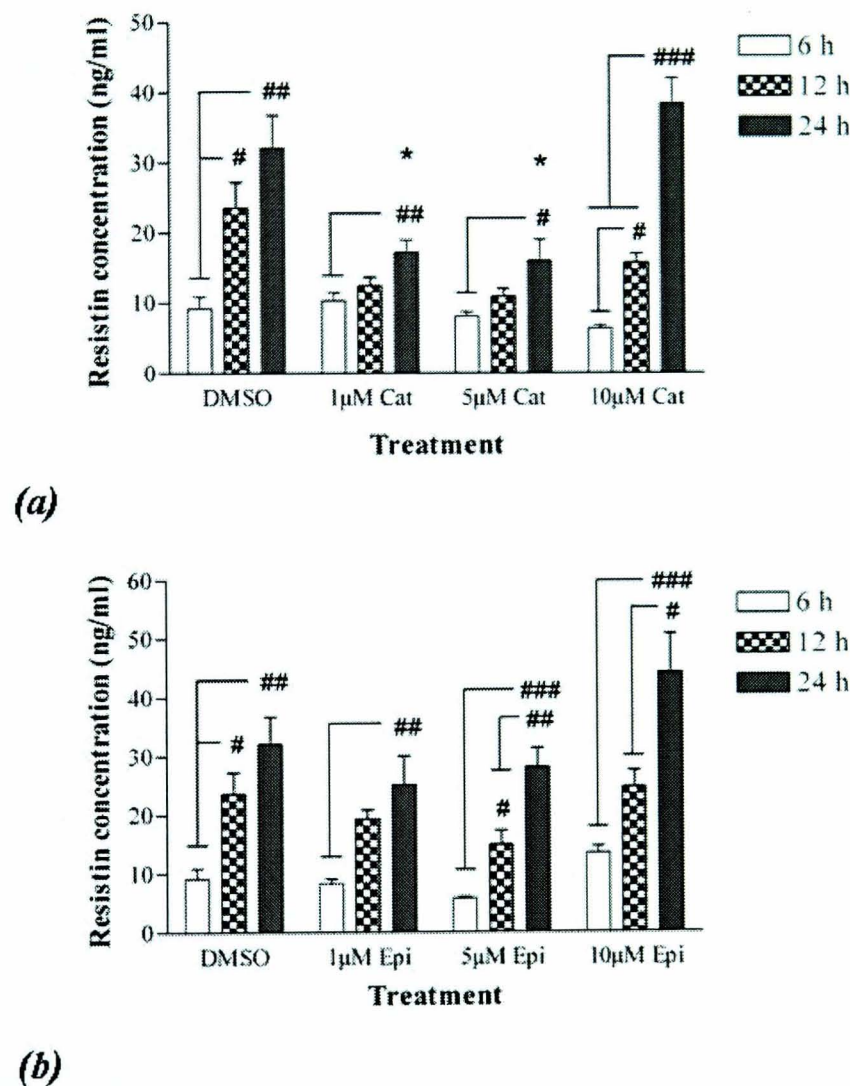 50
40
30
20
10
0
Resistin concentration (ng/ml)
##
#
*
##
*
#
###
#
6 h
12 h
24 h
DMSO
1µM Cat
5µM Cat
10µM Cat
Treatment
(a)
60
50
40
30
20
10
0
Resistin concentration (ng/ml)
##
#
##
###
##
#
###
#
6 h
12 h
24 h
DMSO
1µM Epi
5µM Epi
10µM Epi
Treatment
(b)